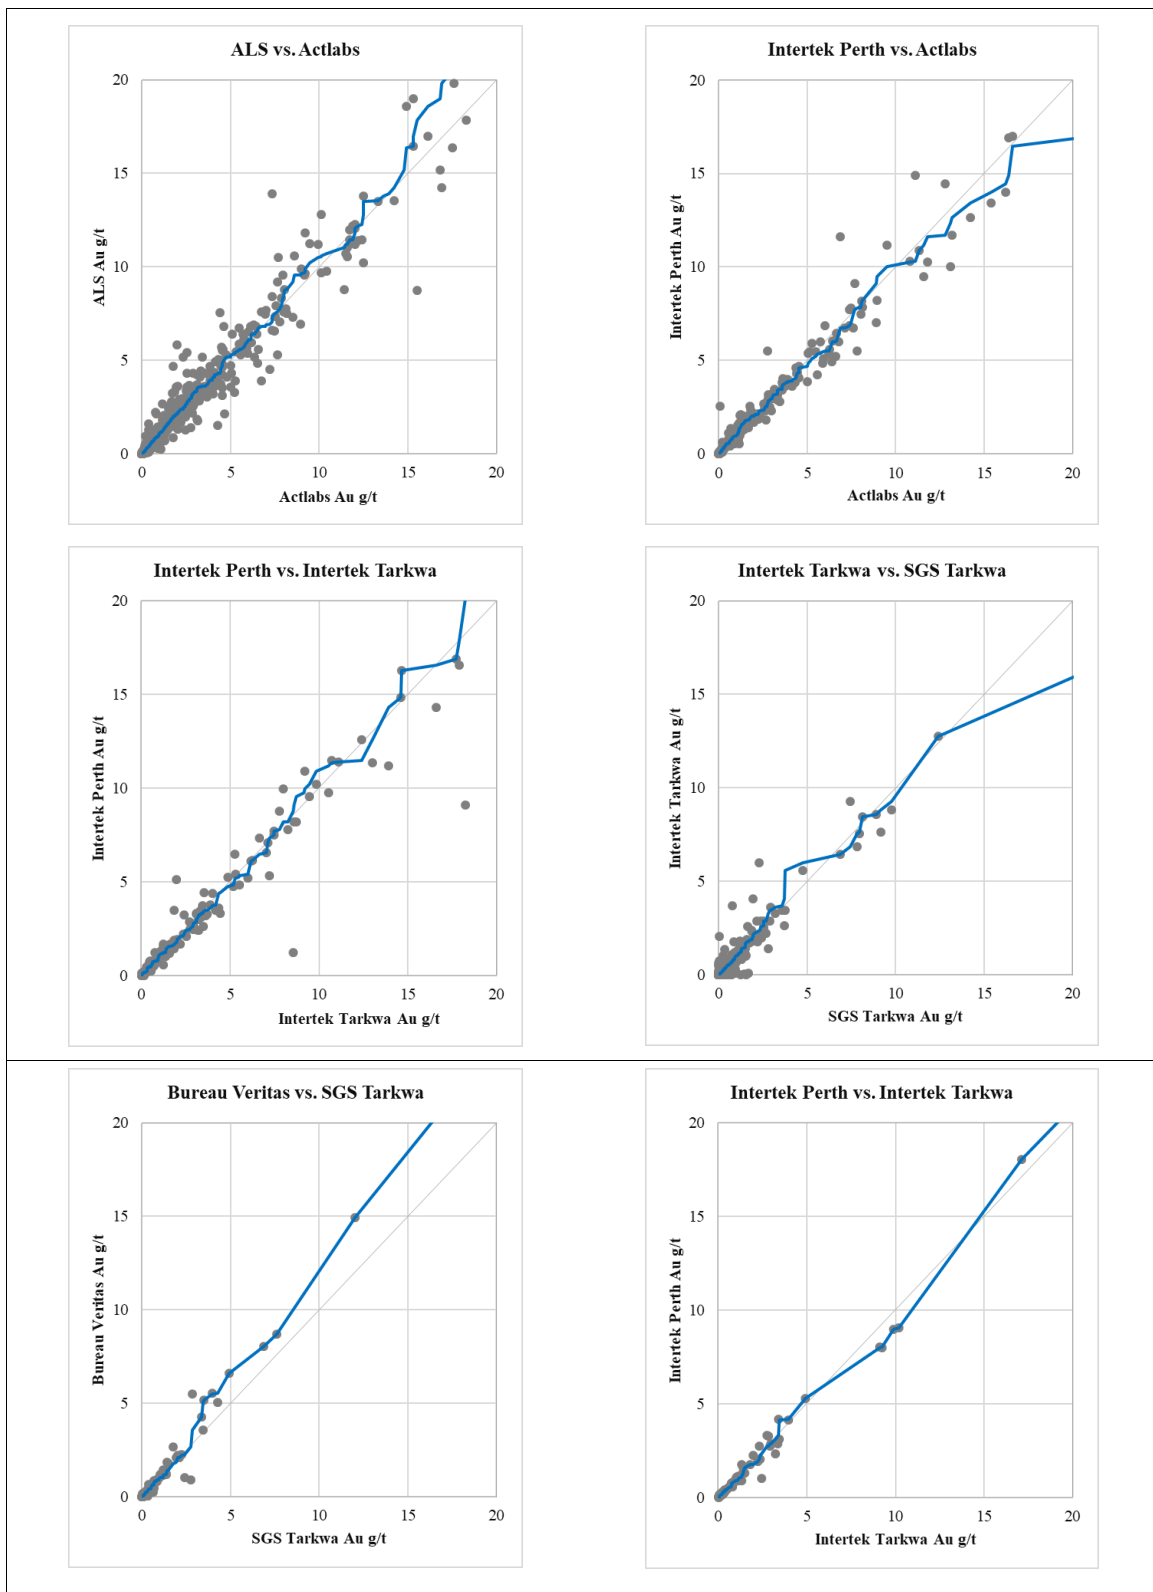 ALS vs. Actlabs
20
15
10
5
0
ALS Au g/t
0 5 10 15 20
Actlabs Au g/t
Intertek Perth vs. Actlabs
20
15
10
5
0
Intertek Perth Au g/t
0 5 10 15 20
Actlabs Au g/t
Intertek Perth vs. Intertek Tarkwa
20
15
10
5
0
Intertek Perth Au g/t
0 5 10 15 20
Intertek Tarkwa Au g/t
Intertek Tarkwa vs. SGS Tarkwa
20
15
10
5
0
Intertek Tarkwa Au g/t
0 5 10 15 20
SGS Tarkwa Au g/t
Bureau Veritas vs. SGS Tarkwa
20
15
10
5
0
Bureau Veritas Au g/t
0 5 10 15 20
SGS Tarkwa Au g/t
Intertek Perth vs. Intertek Tarkwa
20
15
10
5
0
Intertek Perth Au g/t
0 5 10 15 20
Intertek Tarkwa Au g/t